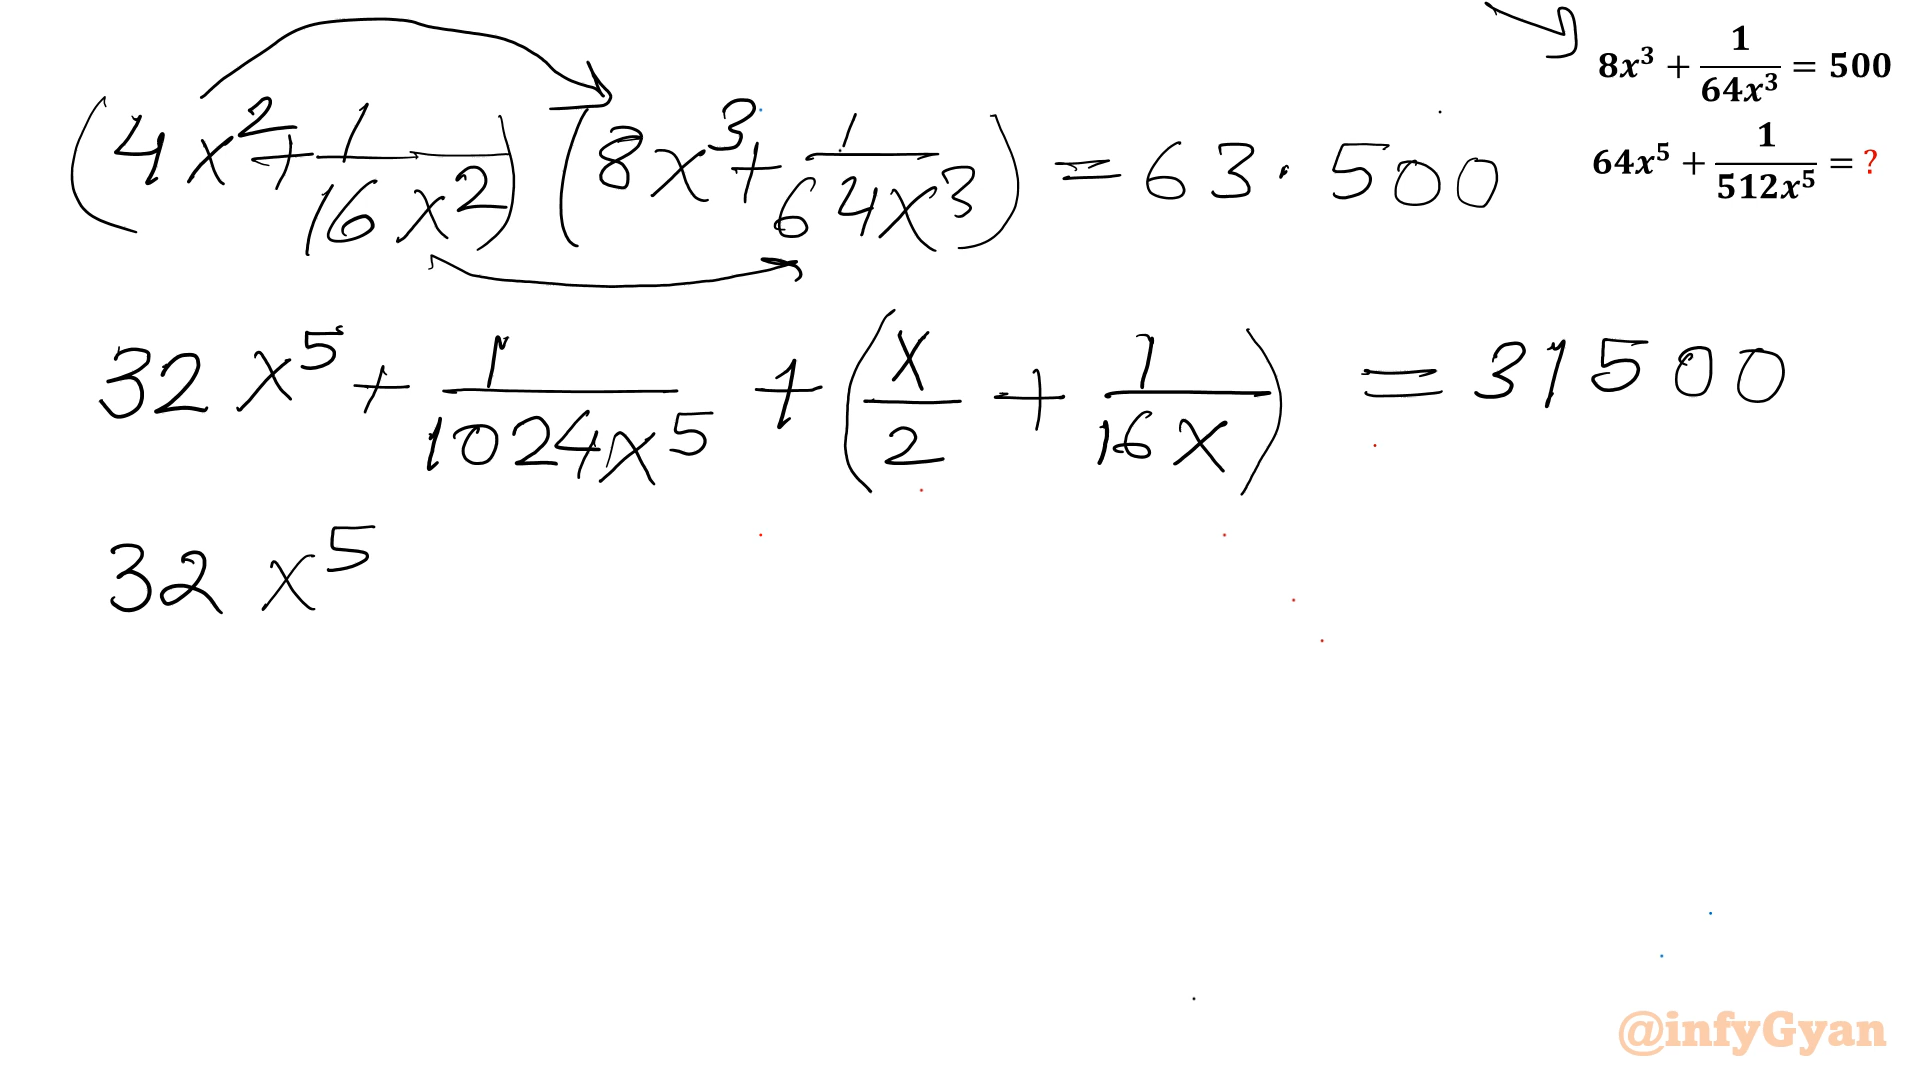 8x³ + 1/(64x³) = 500
64x⁵ + 1/(512x⁵) = ?
(4x² + 1/(16x²)) (8x³ + 1/(64x³)) = 63 · 500
32x⁵ + 1/(1024x⁵) + (x/2 + 1/(16x)) = 31500
32x⁵
@infyGyan